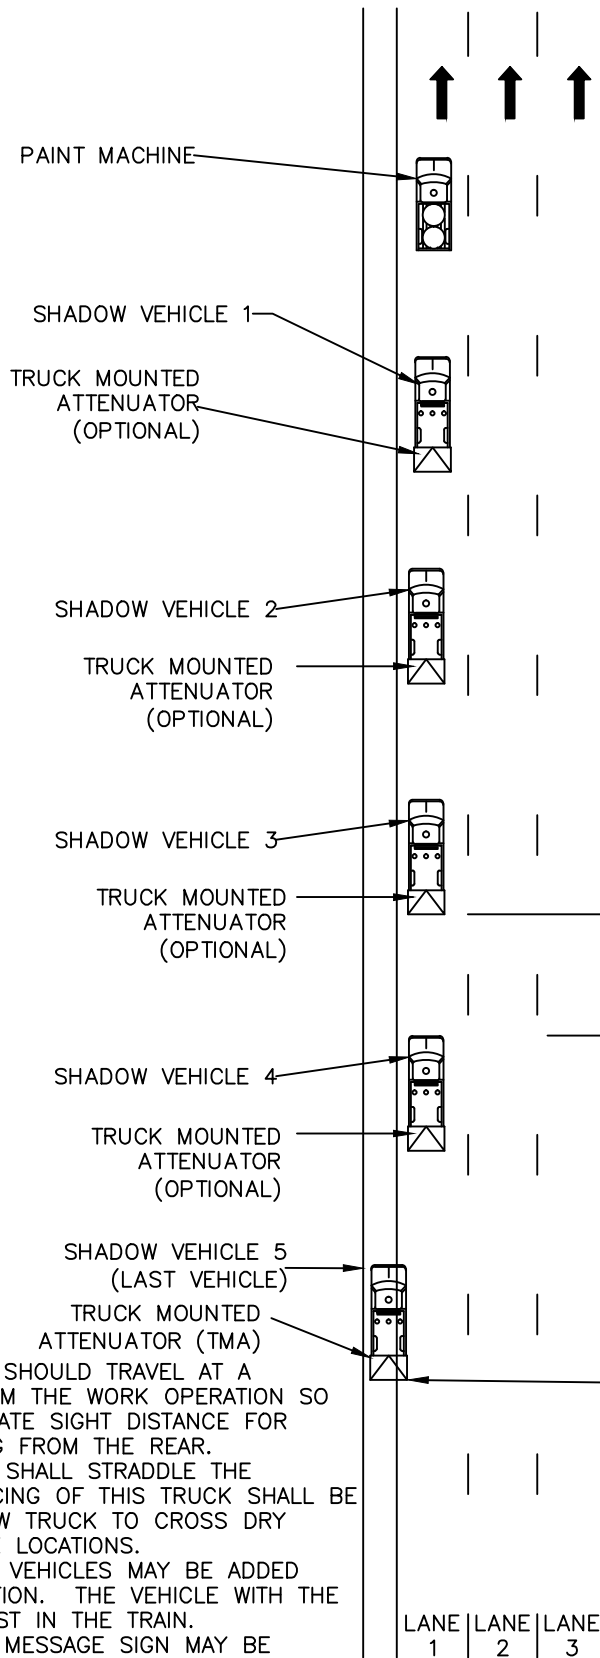 PAINT MACHINE
SHADOW VEHICLE 1
TRUCK MOUNTED
ATTENUATOR
(OPTIONAL)
SHADOW VEHICLE 2
TRUCK MOUNTED
ATTENUATOR
(OPTIONAL)
SHADOW VEHICLE 3
TRUCK MOUNTED
ATTENUATOR
(OPTIONAL)
SHADOW VEHICLE 4
TRUCK MOUNTED
ATTENUATOR
(OPTIONAL)
SHADOW VEHICLE 5
(LAST VEHICLE)
TRUCK MOUNTED
ATTENUATOR (TMA)
SHOULD TRAVEL AT A
M THE WORK OPERATION SO
ATE SIGHT DISTANCE FOR
G FROM THE REAR.
SHALL STRADDLE THE
CING OF THIS TRUCK SHALL BE
W TRUCK TO CROSS DRY
E LOCATIONS.
VEHICLES MAY BE ADDED
TION. THE VEHICLE WITH THE
ST IN THE TRAIN.
MESSAGE SIGN MAY BE
LANE LANE LANE
1 2 3